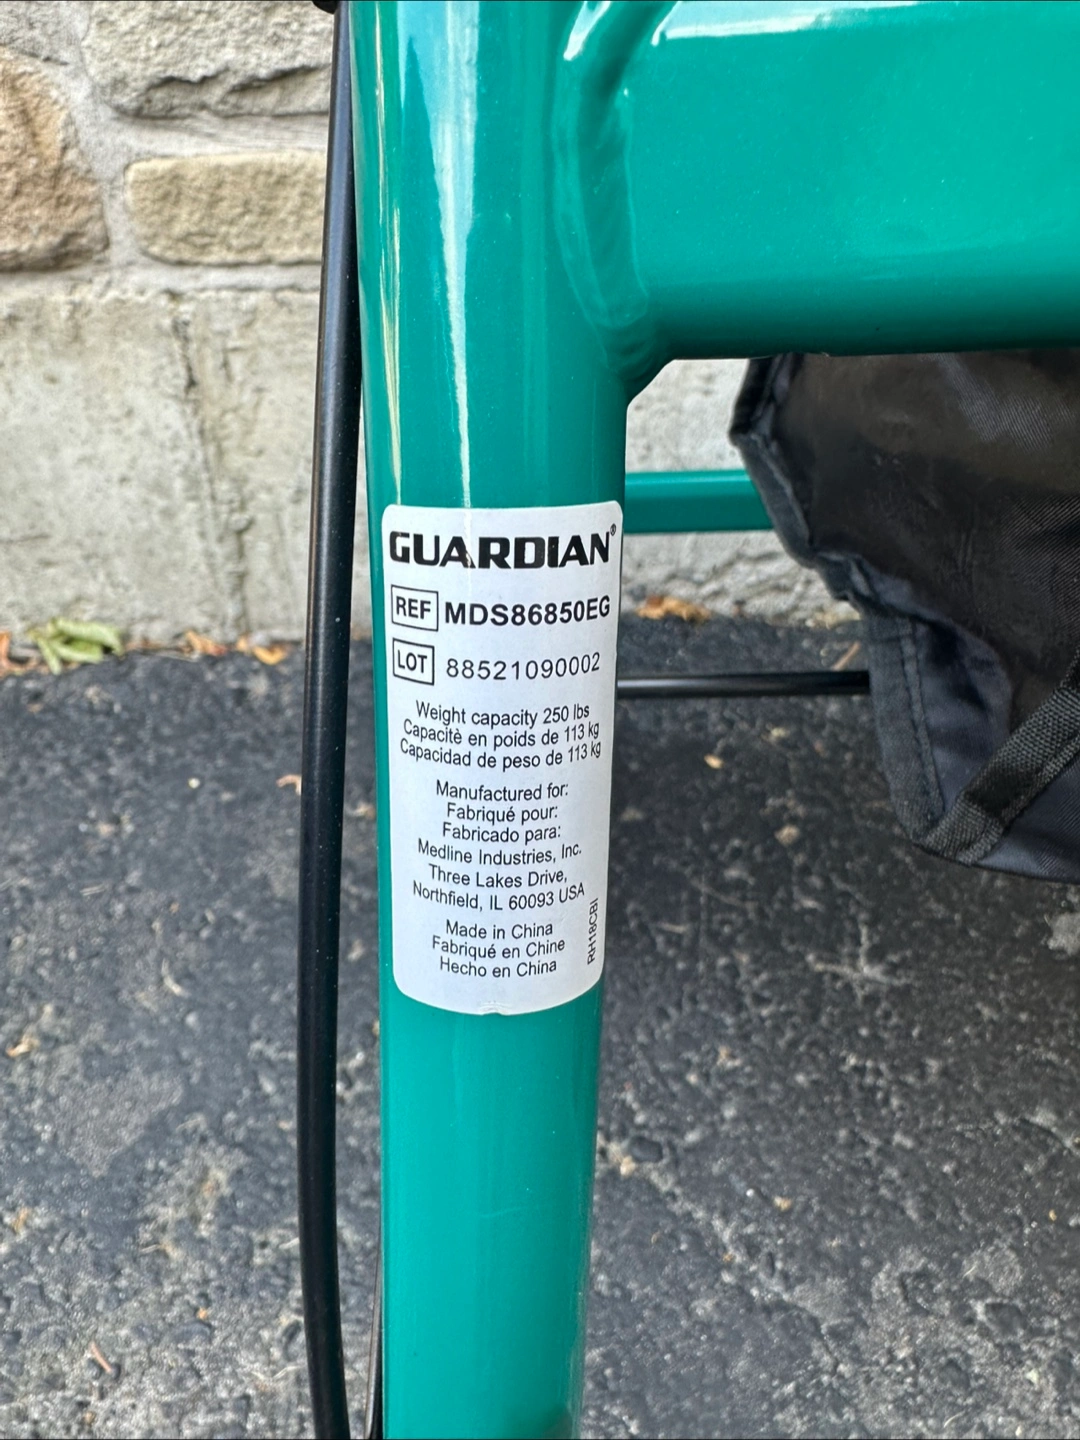 GUARDIAN®
REF MDS86850EG
LOT 88521090002
Weight capacity 250 lbs
Capacitè en poids de 113 kg
Capacidad de peso de 113 kg
Manufactured for:
Fabriqué pour:
Fabricado para:
Medline Industries, Inc.
Three Lakes Drive,
Northfield, IL 60093 USA
Made in China
Fabriqué en Chine
Hecho en China
RH18CBI